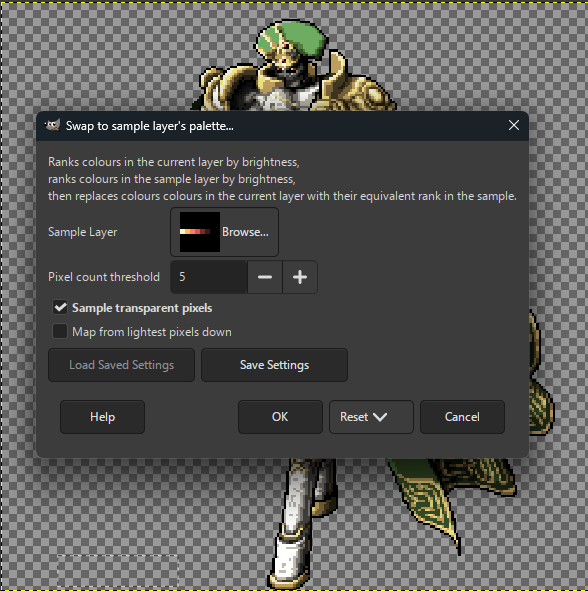 Swap to sample layer's palette...
Ranks colours in the current layer by brightness,
ranks colours in the sample layer by brightness,
then replaces colours colours in the current layer with their equivalent rank in the sample.
Sample Layer Browse...
Pixel count threshold 5
Sample transparent pixels
Map from lightest pixels down
Load Saved Settings Save Settings
Help OK Reset Cancel